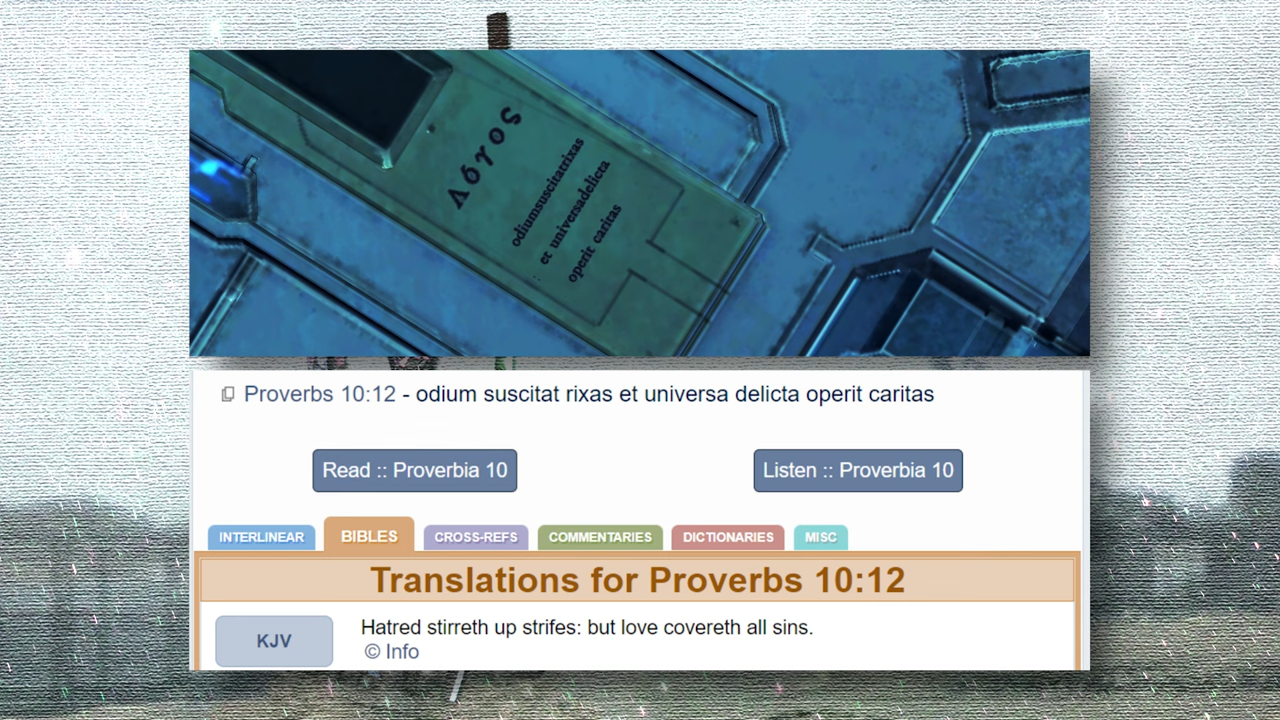 λόγος
odiumsuscitatrixas
et universadelicta
operit caritas
Proverbs 10:12 - odium suscitat rixas et universa delicta operit caritas
Read :: Proverbia 10
Listen :: Proverbia 10
INTERLINEAR
BIBLES
CROSS-REFS
COMMENTARIES
DICTIONARIES
MISC
Translations for Proverbs 10:12
KJV
Hatred stirreth up strifes: but love covereth all sins.
© Info